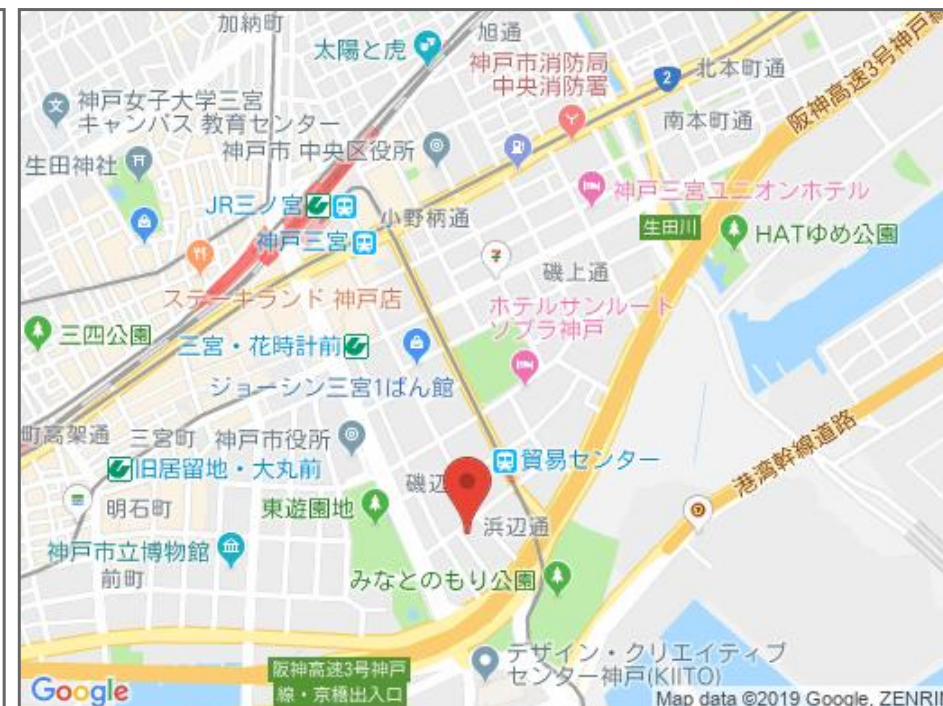 加納町
旭通
太陽と虎
神戸市消防局
中央消防署
2
北本町通
阪神高速3号神戸線
神戸女子大学三宮
キャンパス 教育センター
南本町通
神戸市 中央区役所
生田神社
神戸三宮ユニオンホテル
JR三ノ宮
小野柄通
生田川
HATゆめ公園
神戸三宮
磯上通
ステーキランド 神戸店
ホテルサンルート
ソプラ神戸
三四公園
三宮・花時計前
ジョーシン三宮1ばん館
町高架通
三宮町
神戸市役所
貿易センター
港湾幹線道路
旧居留地・大丸前
磯辺
明石町
東遊園地
浜辺通
神戸市立博物館
前町
みなとのもり公園
デザイン・クリエイティブ
センター神戸(KIITO)
阪神高速3号神戸
線・京橋出入口
Google
Map data ©2019 Google, ZENRIN